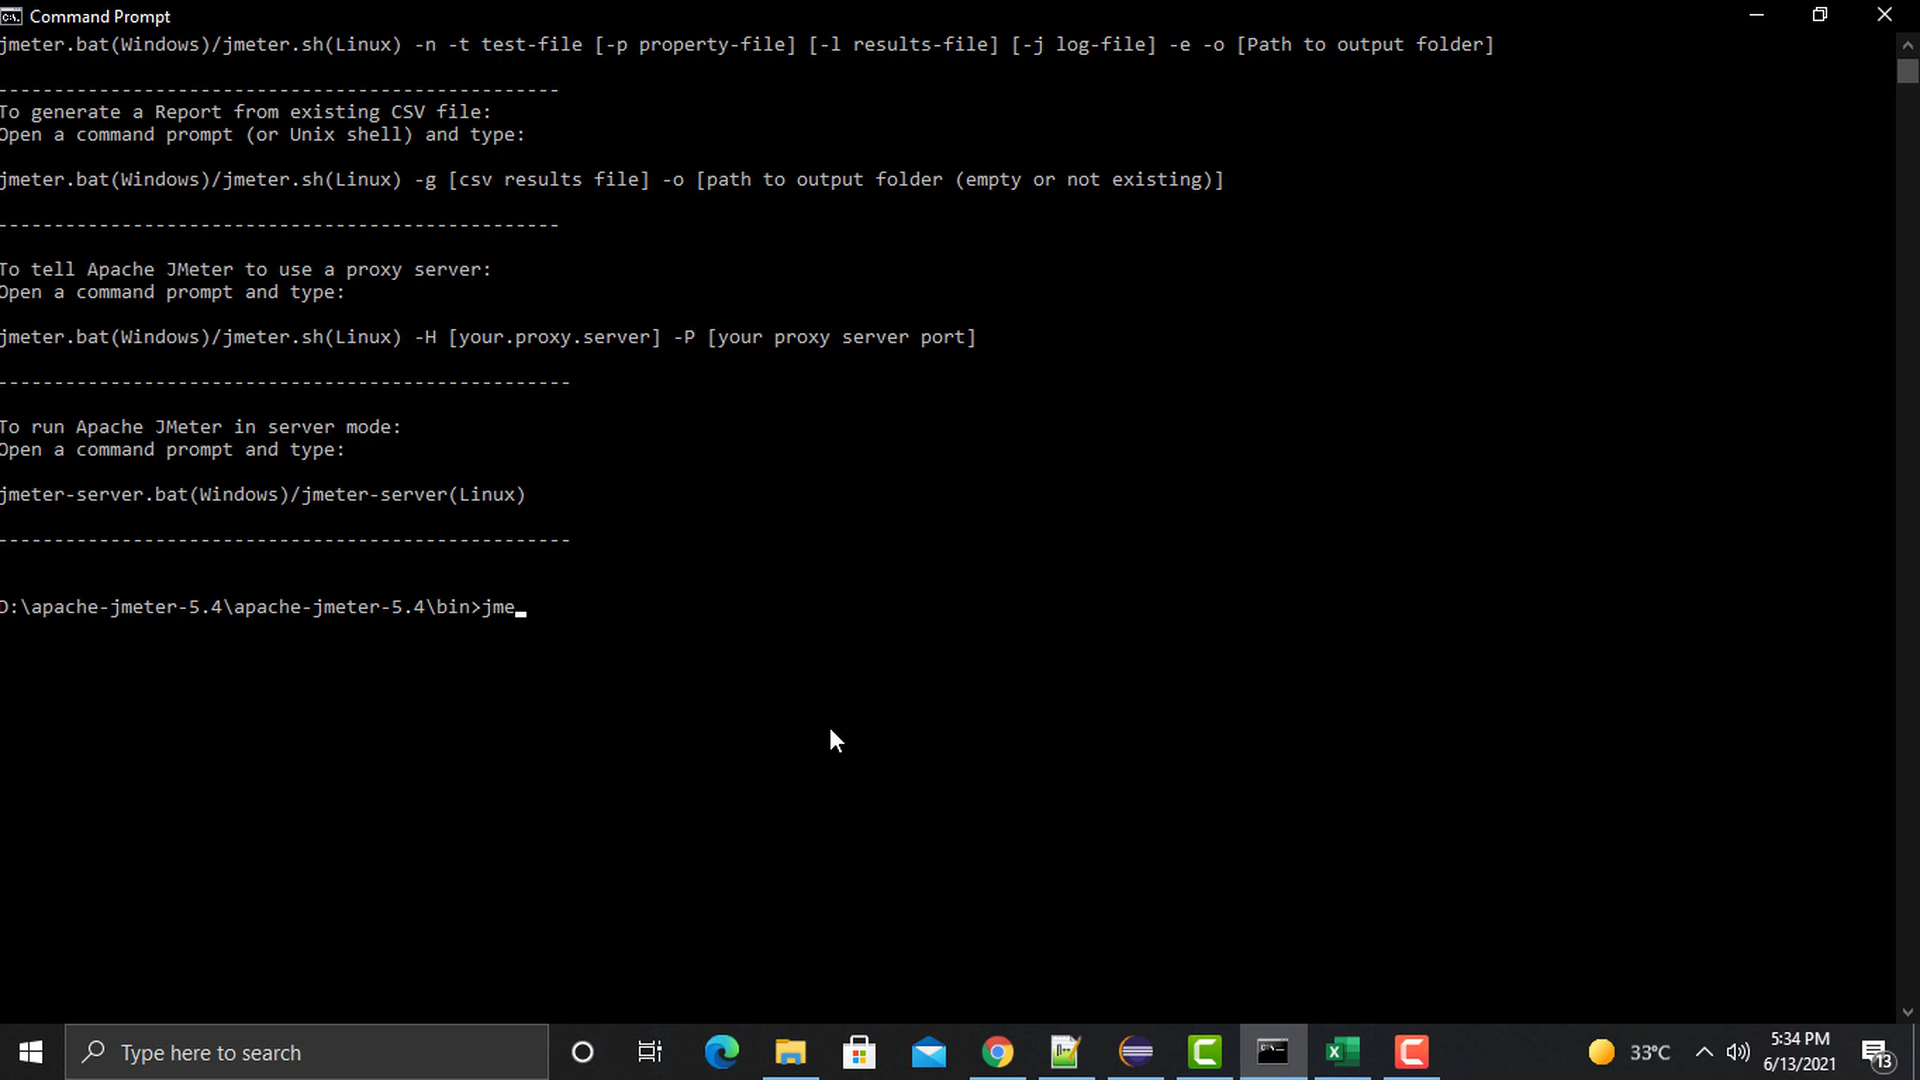 Command Prompt
jmeter.bat(Windows)/jmeter.sh(Linux) -n -t test-file [-p property-file] [-l results-file] [-j log-file] -e -o [Path to output folder]
--------------------------------------------------
To generate a Report from existing CSV file:
Open a command prompt (or Unix shell) and type:
jmeter.bat(Windows)/jmeter.sh(Linux) -g [csv results file] -o [path to output folder (empty or not existing)]
--------------------------------------------------
To tell Apache JMeter to use a proxy server:
Open a command prompt and type:
jmeter.bat(Windows)/jmeter.sh(Linux) -H [your.proxy.server] -P [your proxy server port]
---------------------------------------------------
To run Apache JMeter in server mode:
Open a command prompt and type:
jmeter-server.bat(Windows)/jmeter-server(Linux)
---------------------------------------------------
D:\apache-jmeter-5.4\apache-jmeter-5.4\bin>jme
Type here to search
33°C
5:34 PM
6/13/2021
13